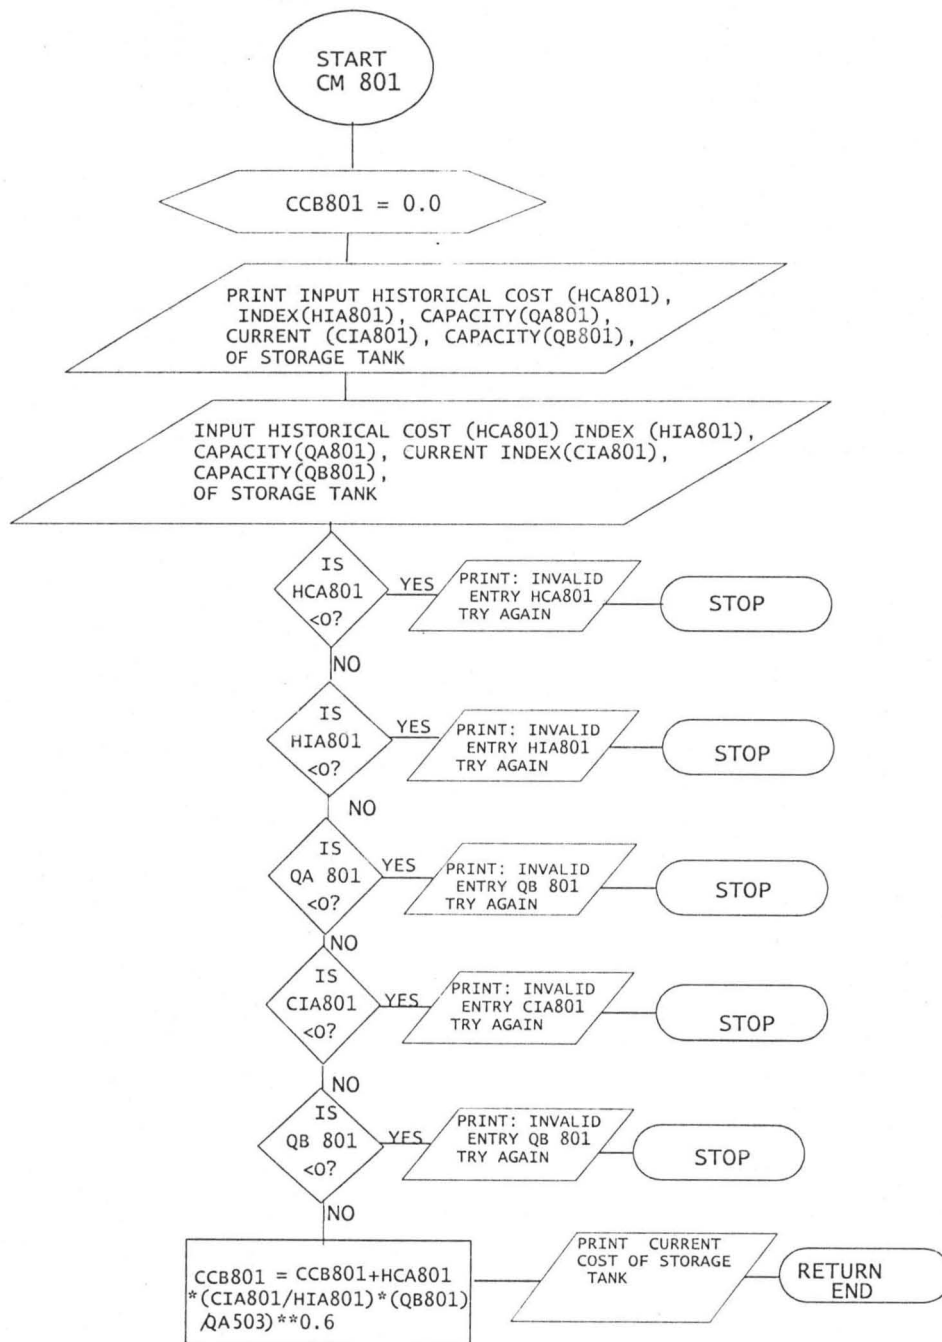 START
CM 801
CCB801 = 0.0
PRINT INPUT HISTORICAL COST (HCA801),
INDEX(HIA801), CAPACITY(QA801),
CURRENT (CIA801), CAPACITY(QB801),
OF STORAGE TANK
INPUT HISTORICAL COST (HCA801) INDEX (HIA801),
CAPACITY(QA801), CURRENT INDEX(CIA801),
CAPACITY(QB801),
OF STORAGE TANK
IS
HCA801
<0?
YES
PRINT: INVALID
ENTRY HCA801
TRY AGAIN
STOP
NO
IS
HIA801
<0?
YES
PRINT: INVALID
ENTRY HIA801
TRY AGAIN
STOP
NO
IS
QA 801
<0?
YES
PRINT: INVALID
ENTRY QB 801
TRY AGAIN
STOP
NO
IS
CIA801
<0?
YES
PRINT: INVALID
ENTRY CIA801
TRY AGAIN
STOP
NO
IS
QB 801
<0?
YES
PRINT: INVALID
ENTRY QB 801
TRY AGAIN
STOP
NO
CCB801 = CCB801+HCA801
*(CIA801/HIA801)*(QB801)
/QA503)**0.6
PRINT CURRENT
COST OF STORAGE
TANK
RETURN
END